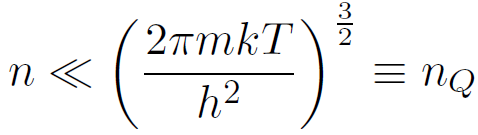 n ≪ (2πmkT / h²)^(3/2) ≡ n_Q